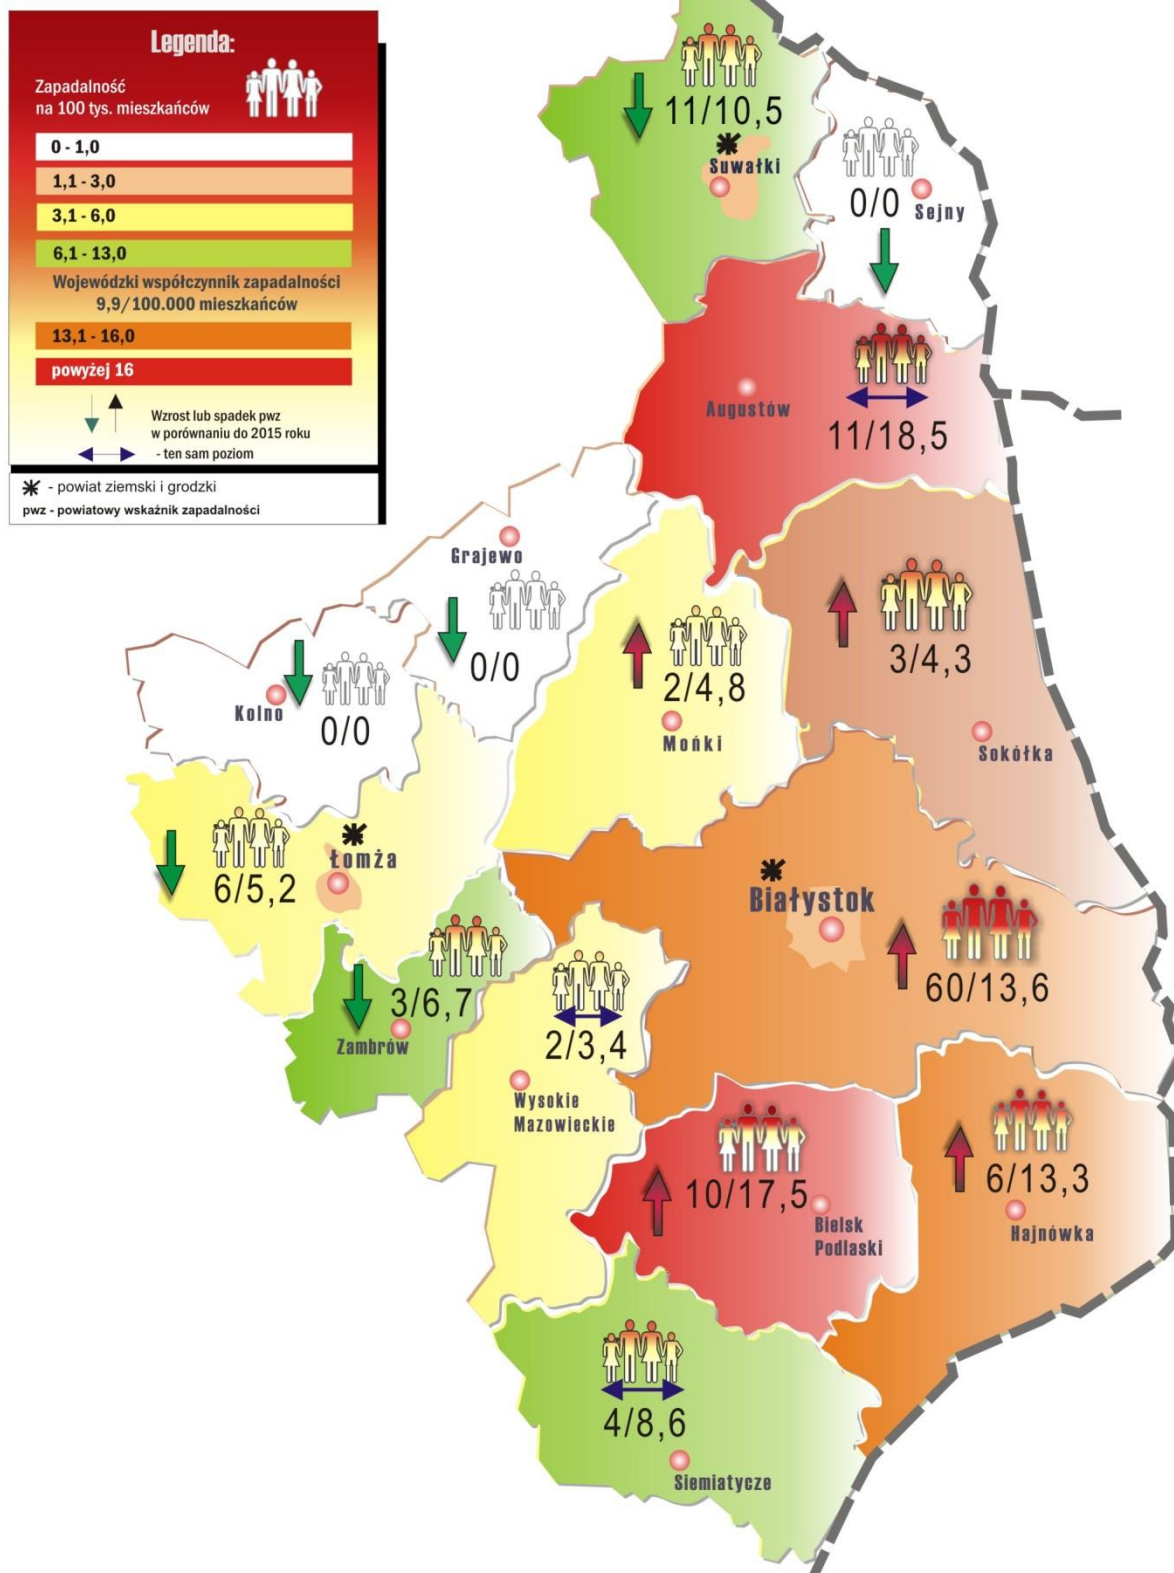 Legenda:
Zapadalność
na 100 tys. mieszkańców
0 - 1,0
1,1 - 3,0
3,1 - 6,0
6,1 - 13,0
Wojewódzki współczynnik zapadalności
9,9/100.000 mieszkańców
13,1 - 16,0
powyżej 16
Wzrost lub spadek pwz
w porównaniu do 2015 roku
- ten sam poziom
- powiat ziemski i grodzki
pwz - powiatowy wskaźnik zapadalności
11/10,5
Suwałki
0/0
Sejny
Augustów
11/18,5
Grajewo
0/0
Kolno
0/0
2/4,8
Mońki
3/4,3
Sokółka
Łomża
6/5,2
Białystok
60/13,6
3/6,7
Zambrów
2/3,4
Wysokie
Mazowieckie
10/17,5
Bielsk
Podlaski
6/13,3
Hajnówka
4/8,6
Siemiatycze